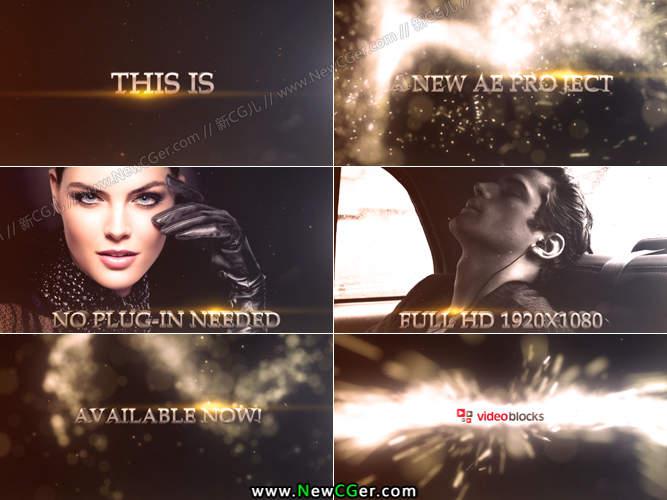 THIS IS
A NEW AE PROJECT
www.NewCGer.com // 新CG儿 // www.NewCGer.com // 新CG儿
NO PLUG-IN NEEDED
FULL HD 1920X1080
AVAILABLE NOW!
videoblocks
www.NewCGer.com